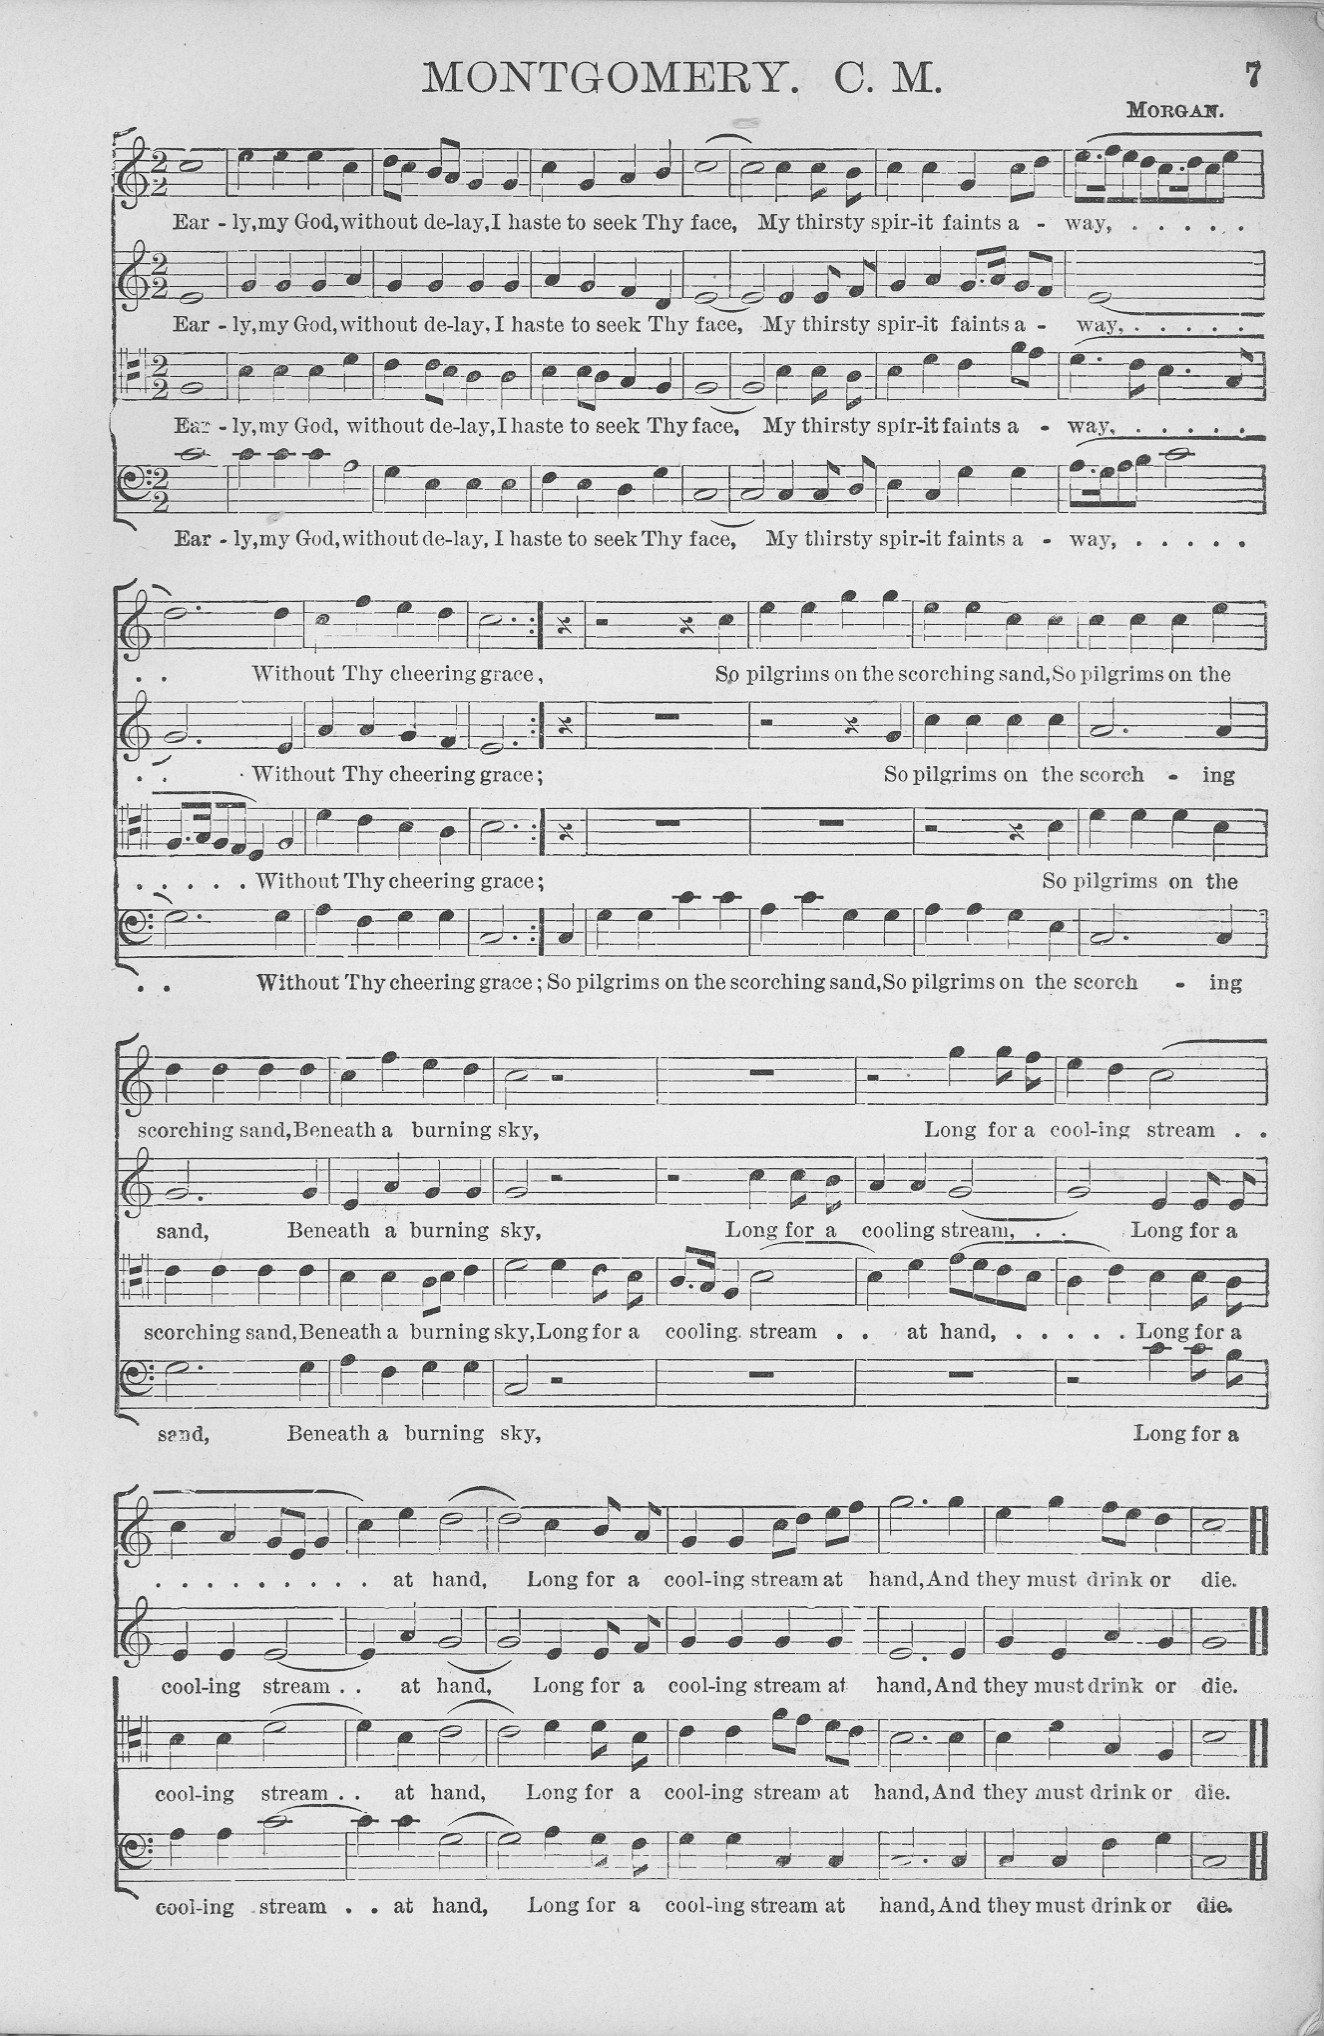 MONTGOMERY. C. M.
7
MORGAN.
Ear - ly, my God, without de-lay, I haste to seek Thy face, My thirsty spir-it faints a - way, . . . . .
Ear - ly, my God, without de-lay, I haste to seek Thy face, My thirsty spir-it faints a - way, . . . . .
Ear - ly, my God, without de-lay, I haste to seek Thy face, My thirsty spir-it faints a - way, . . . . .
Ear - ly, my God, without de-lay, I haste to seek Thy face, My thirsty spir-it faints a - way, . . . . .
. . Without Thy cheering grace, So pilgrims on the scorching sand, So pilgrims on the
. . . Without Thy cheering grace; So pilgrims on the scorch - ing
. . . . . Without Thy cheering grace; So pilgrims on the
. . Without Thy cheering grace; So pilgrims on the scorching sand, So pilgrims on the scorch - ing
scorching sand, Beneath a burning sky, Long for a cool-ing stream . .
sand, Beneath a burning sky, Long for a cooling stream, . . Long for a
scorching sand, Beneath a burning sky, Long for a cooling. stream . . at hand, . . . . . Long for a
sand, Beneath a burning sky, Long for a
. . . . . . . . . at hand, Long for a cool-ing stream at hand, And they must drink or die.
cool-ing stream . . at hand, Long for a cool-ing stream at hand, And they must drink or die.
cool-ing stream . . at hand, Long for a cool-ing stream at hand, And they must drink or die.
cool-ing stream . . at hand, Long for a cool-ing stream at hand, And they must drink or die.